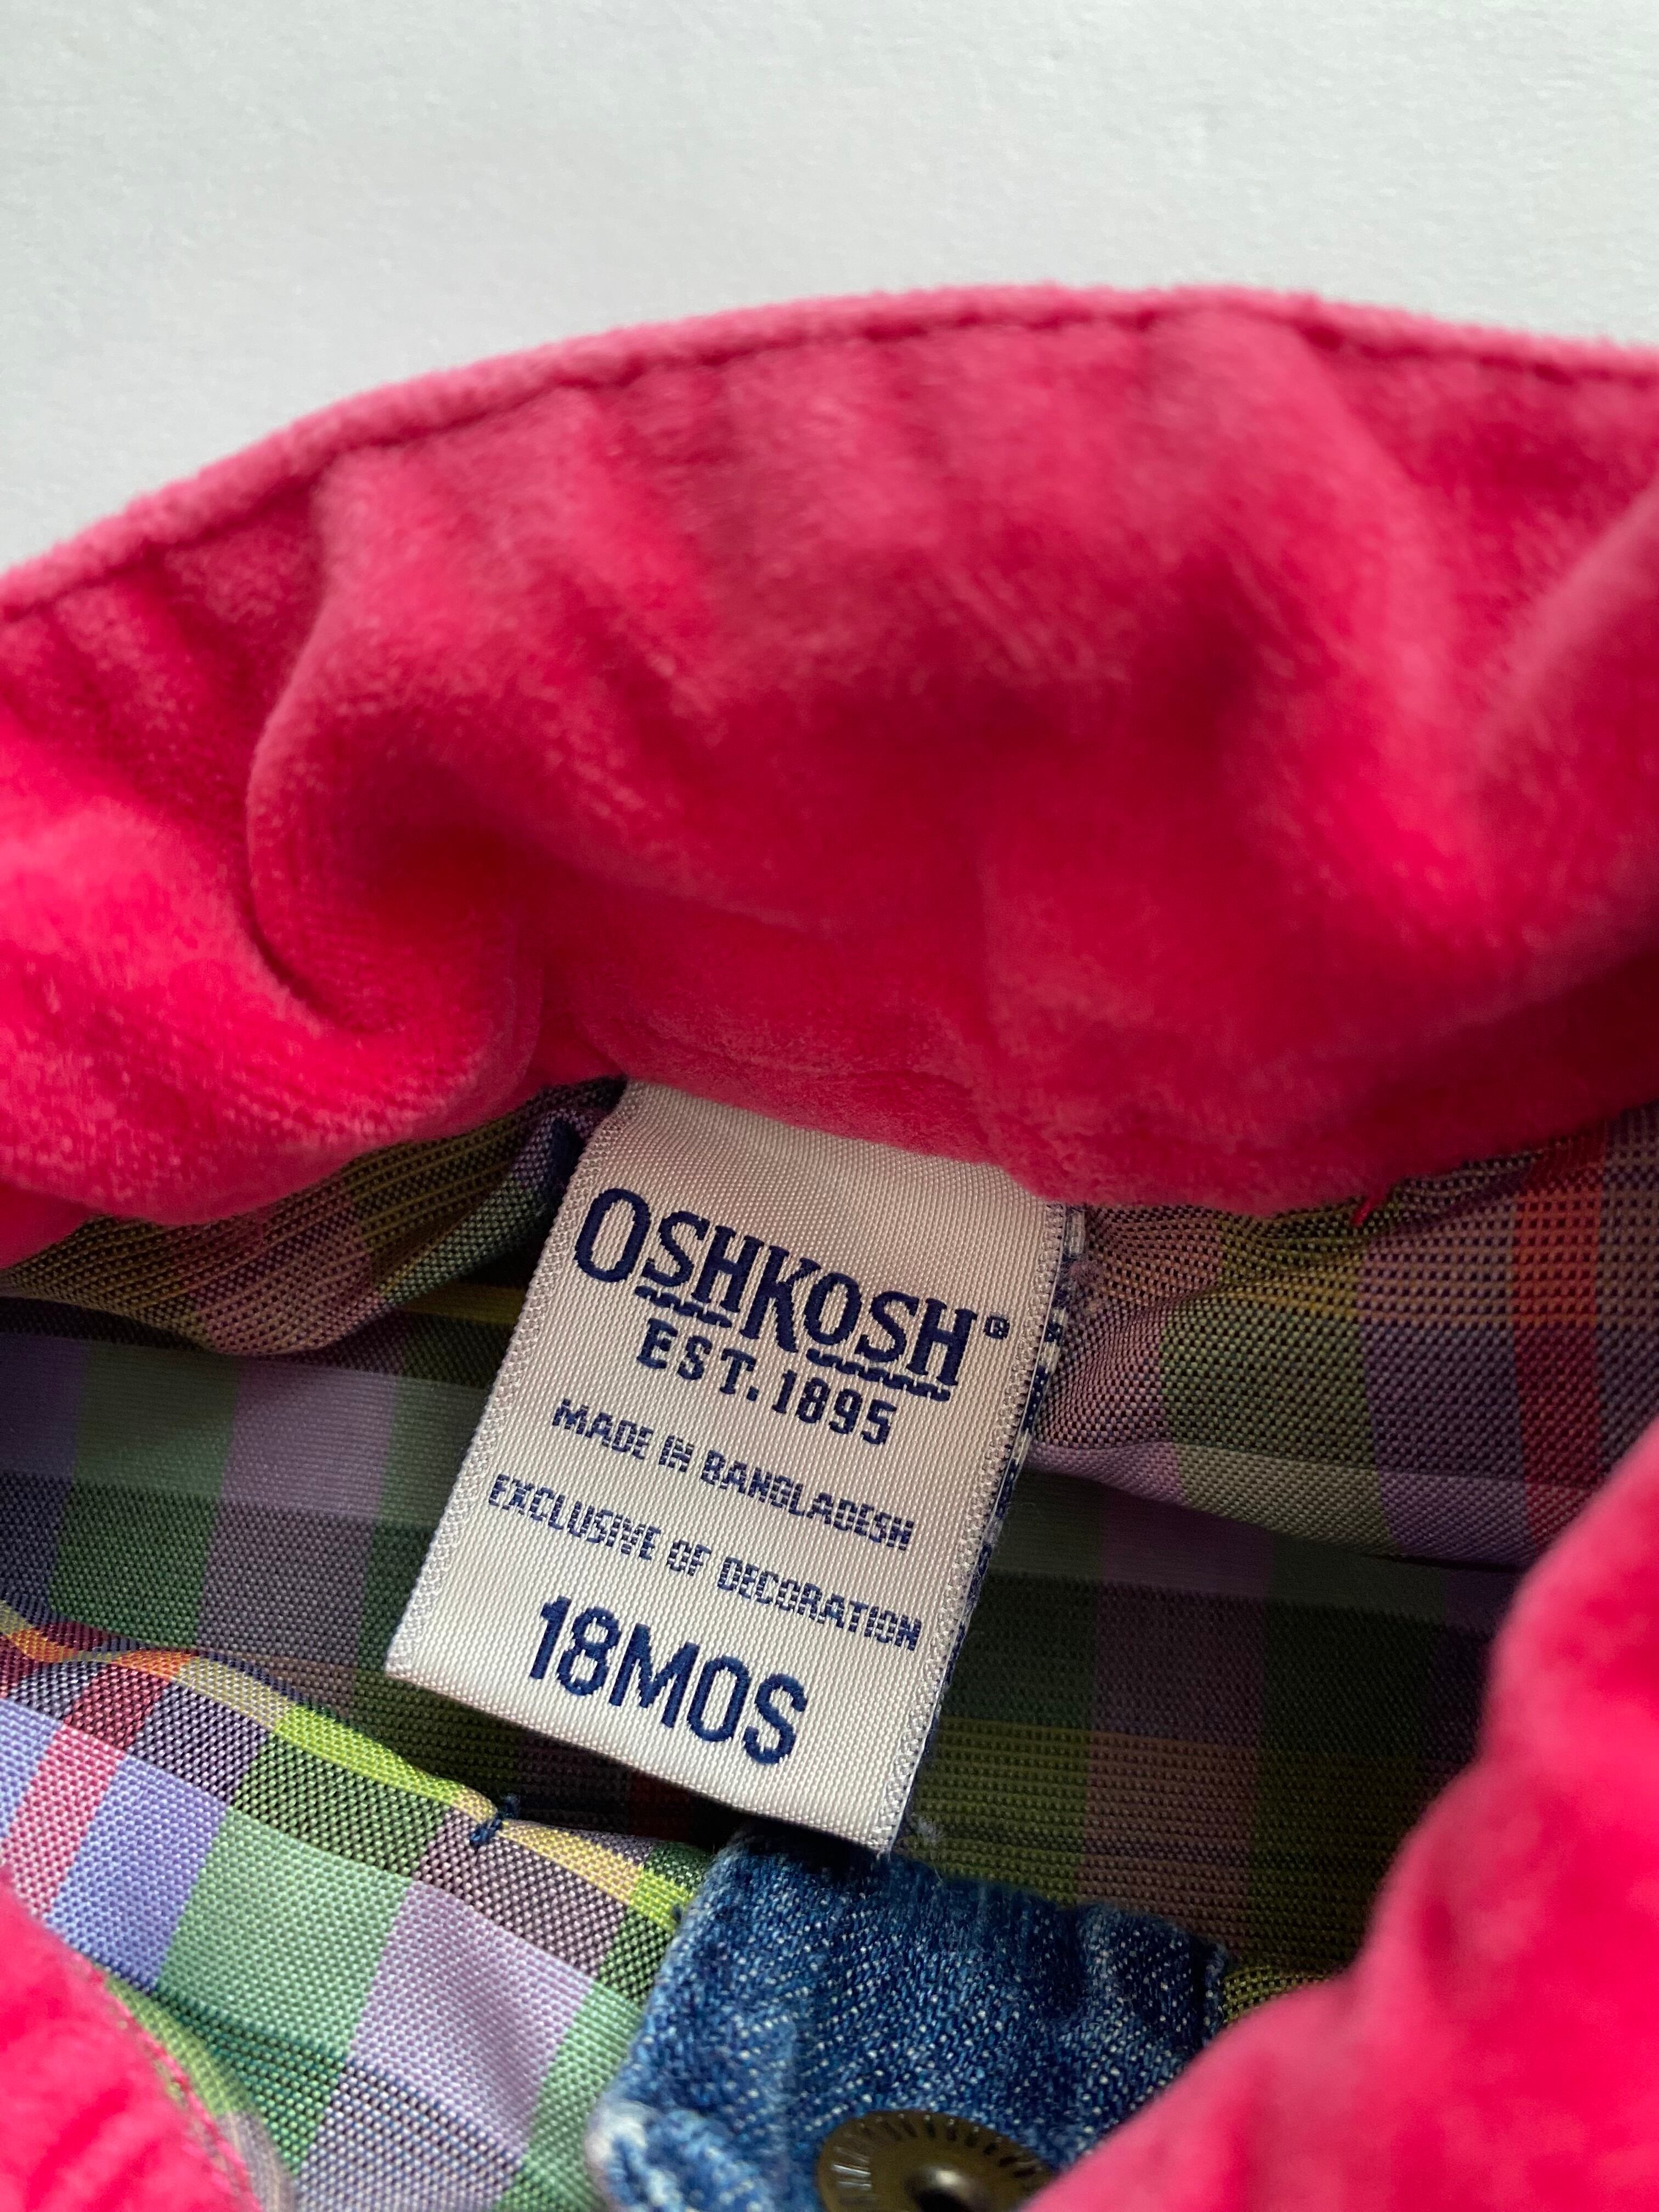 OSHKOSH®
EST. 1895
MADE IN BANGLADESH
EXCLUSIVE OF DECORATION
18MOS